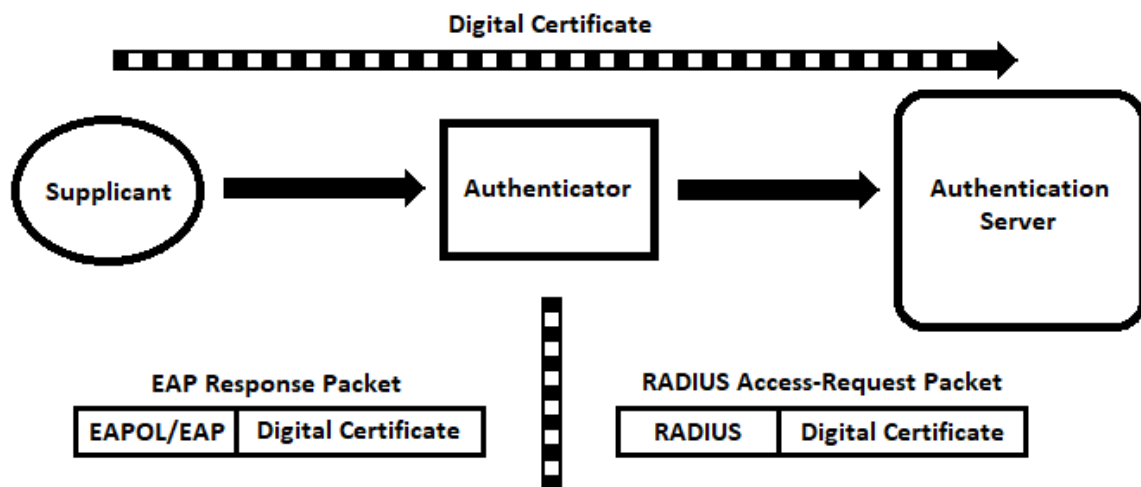 Digital Certificate
Supplicant
Authenticator
Authentication
Server
EAP Response Packet
EAPOL/EAP Digital Certificate
RADIUS Access-Request Packet
RADIUS Digital Certificate